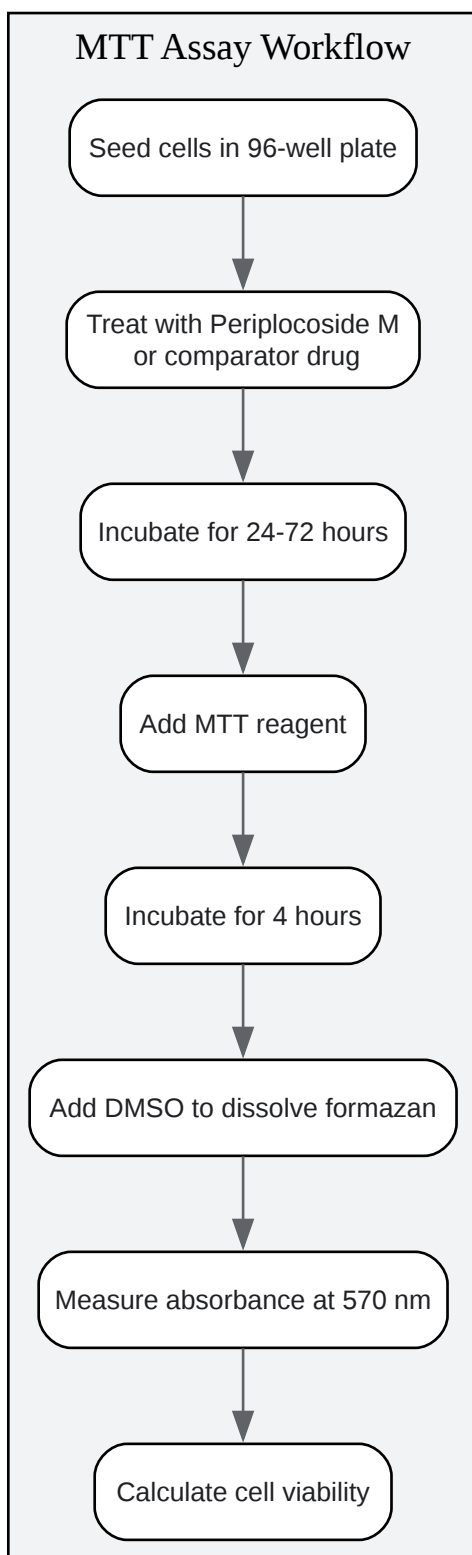 MTT Assay Workflow
Seed cells in 96-well plate
Treat with Periplocoside M
or comparator drug
Incubate for 24-72 hours
Add MTT reagent
Incubate for 4 hours
Add DMSO to dissolve formazan
Measure absorbance at 570 nm
Calculate cell viability